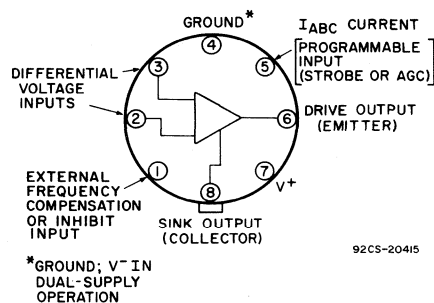 GROUND*
4
I ABC CURRENT
[PROGRAMMABLE
INPUT
(STROBE OR AGC)]
3
5
DIFFERENTIAL
VOLTAGE
INPUTS
2
6
DRIVE OUTPUT
(EMITTER)
1
7
V+
8
EXTERNAL
FREQUENCY
COMPENSATION
OR INHIBIT
INPUT
SINK OUTPUT
(COLLECTOR)
92CS-20415
*GROUND; V- IN
DUAL-SUPPLY
OPERATION